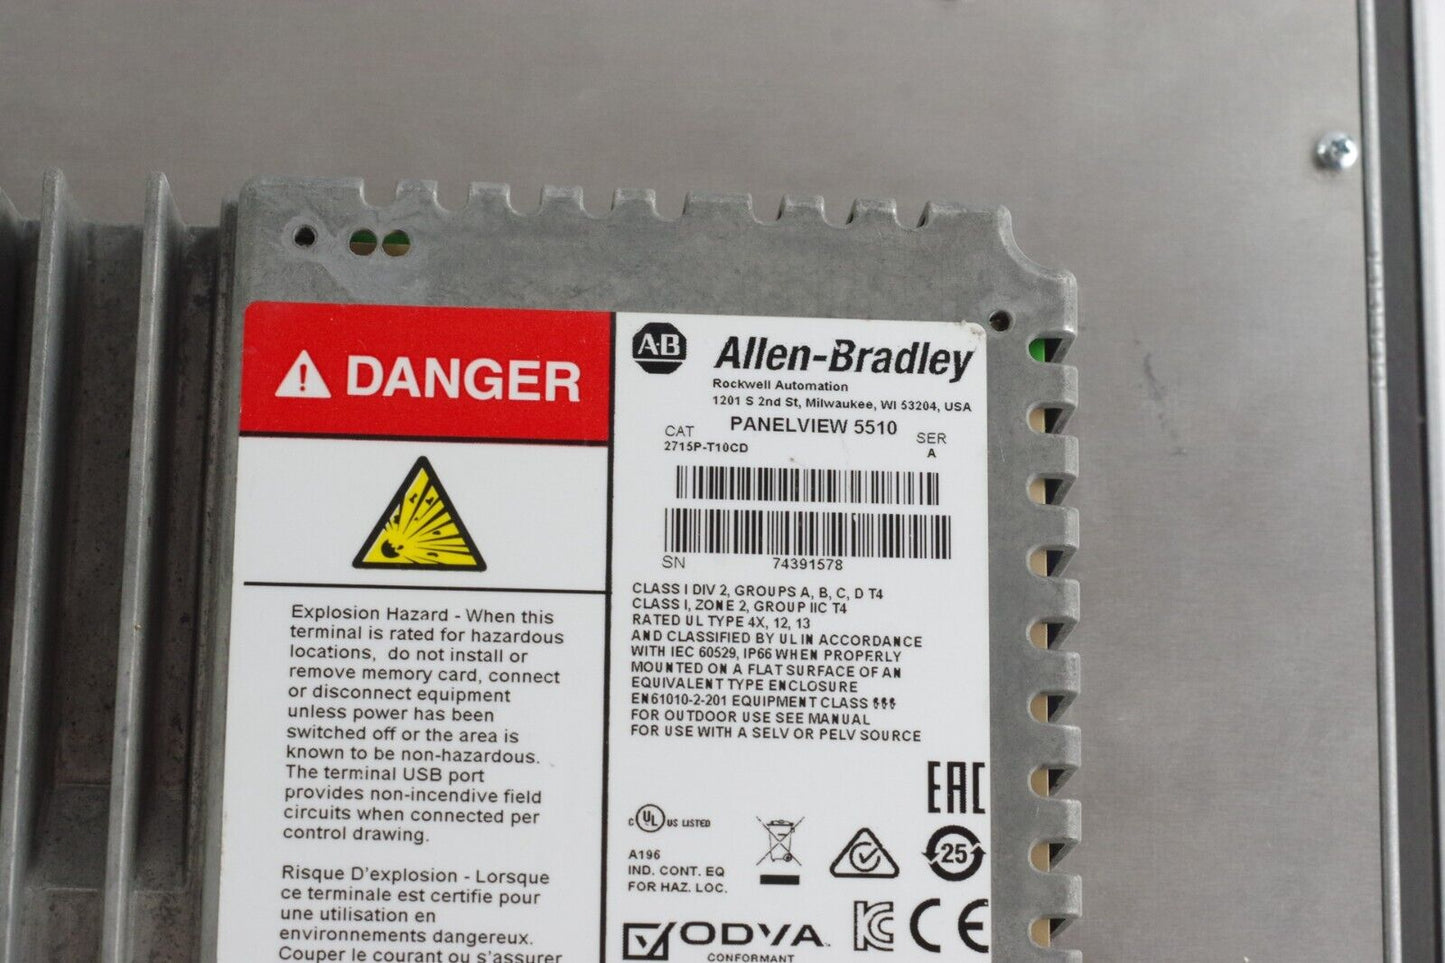 DANGER
Explosion Hazard - When this
terminal is rated for hazardous
locations, do not install or
remove memory card, connect
or disconnect equipment
unless power has been
switched off or the area is
known to be non-hazardous.
The terminal USB port
provides non-incendive field
circuits when connected per
control drawing.
Risque D'explosion - Lorsque
ce terminale est certifie pour
une utilisation en
environnements dangereux.
Couper le courant ou s'assurer
AB Allen-Bradley
Rockwell Automation
1201 S 2nd St, Milwaukee, WI 53204, USA
CAT PANELVIEW 5510 SER
2715P-T10CD A
SN 74391578
CLASS I DIV 2, GROUPS A, B, C, D T4
CLASS I, ZONE 2, GROUP IIC T4
RATED UL TYPE 4X, 12, 13
AND CLASSIFIED BY UL IN ACCORDANCE
WITH IEC 60529, IP66 WHEN PROPERLY
MOUNTED ON A FLAT SURFACE OF AN
EQUIVALENT TYPE ENCLOSURE
EN61010-2-201 EQUIPMENT CLASS
FOR OUTDOOR USE SEE MANUAL
FOR USE WITH A SELV OR PELV SOURCE
EAC
C UL US LISTED
25
A196
IND. CONT. EQ
FOR HAZ. LOC.
ODVA
CONFORMANT
KC CE